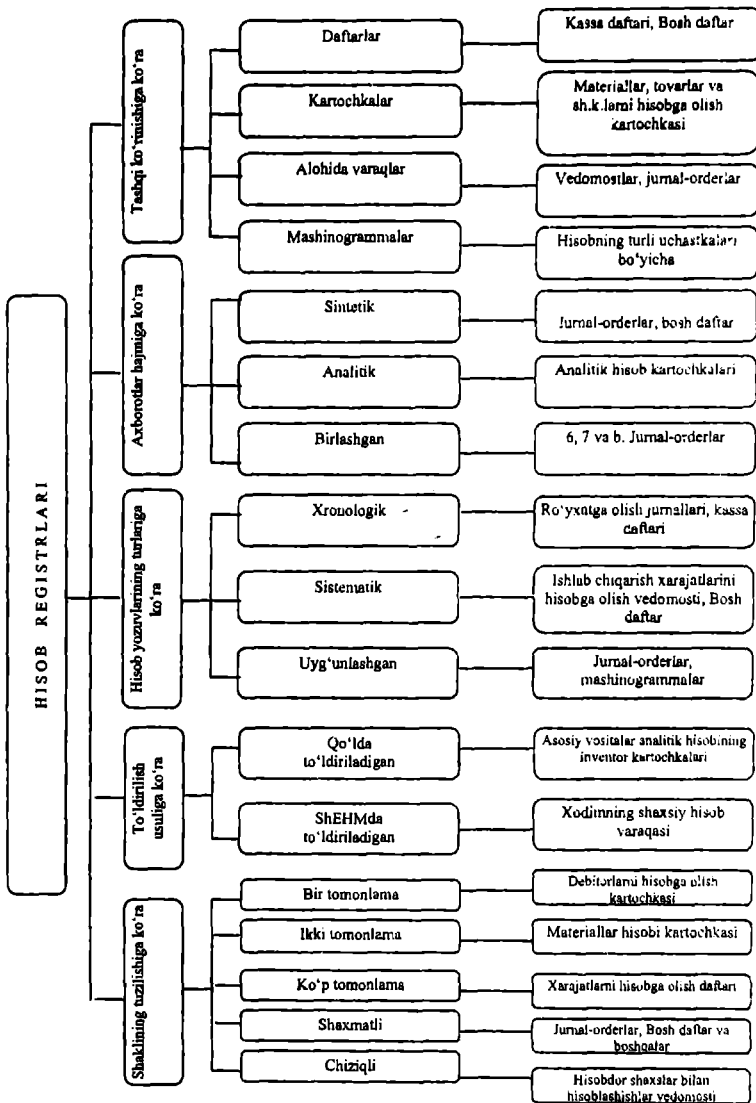 HISOB REGISTRLARI
Tashqi ko‘rinishiga ko‘ra
Daftarlar
Kassa daftari, Bosh daftar
Kartochkalar
Materiallar, tovarlar va
sh.k.larni hisobga olish
kartochkasi
Alohida varaqlar
Vedomostlar, jurnal-orderlar
Mashinogrammalar
Hisobning turli uchastkalari
bo‘yicha
Axborotlar hajmiga ko‘ra
Sintetik
Jurnal-orderlar, bosh daftar
Analitik
Analitik hisob kartochkalari
Birlashgan
6, 7 va b. Jurnal-orderlar
Hisob yozuvlarining turlariga
ko‘ra
Xronologik
Ro‘yxatga olish jurnallari, kassa
daftari
Sistematik
Ishlub chiqarish xarajatlarini
hisobga olish vedomosti, Bosh
daftar
Uyg‘unlashgan
Jurnal-orderlar,
mashinogrammalar
To‘ldirilish
usuliga ko‘ra
Qo‘lda
to‘ldiriladigan
Asosiy vositalar analitik hisobining
inventor kartochkalari
ShEHMda
to‘ldiriladigan
Xodimning shaxsiy hisob
varaqasi
Shaklining tuzilishiga ko‘ra
Bir tomonlama
Debitorlarni hisobga olish
kartochkasi
Ikki tomonlama
Materiallar hisobi kartochkasi
Ko‘p tomonlama
Xarajatlarni hisobga olish daftari
Shaxmatli
Jurnal-orderlar, Bosh daftar va
boshqalar
Chiziqli
Hisobdor shaxslar bilan
hisoblashishlar vedomosti